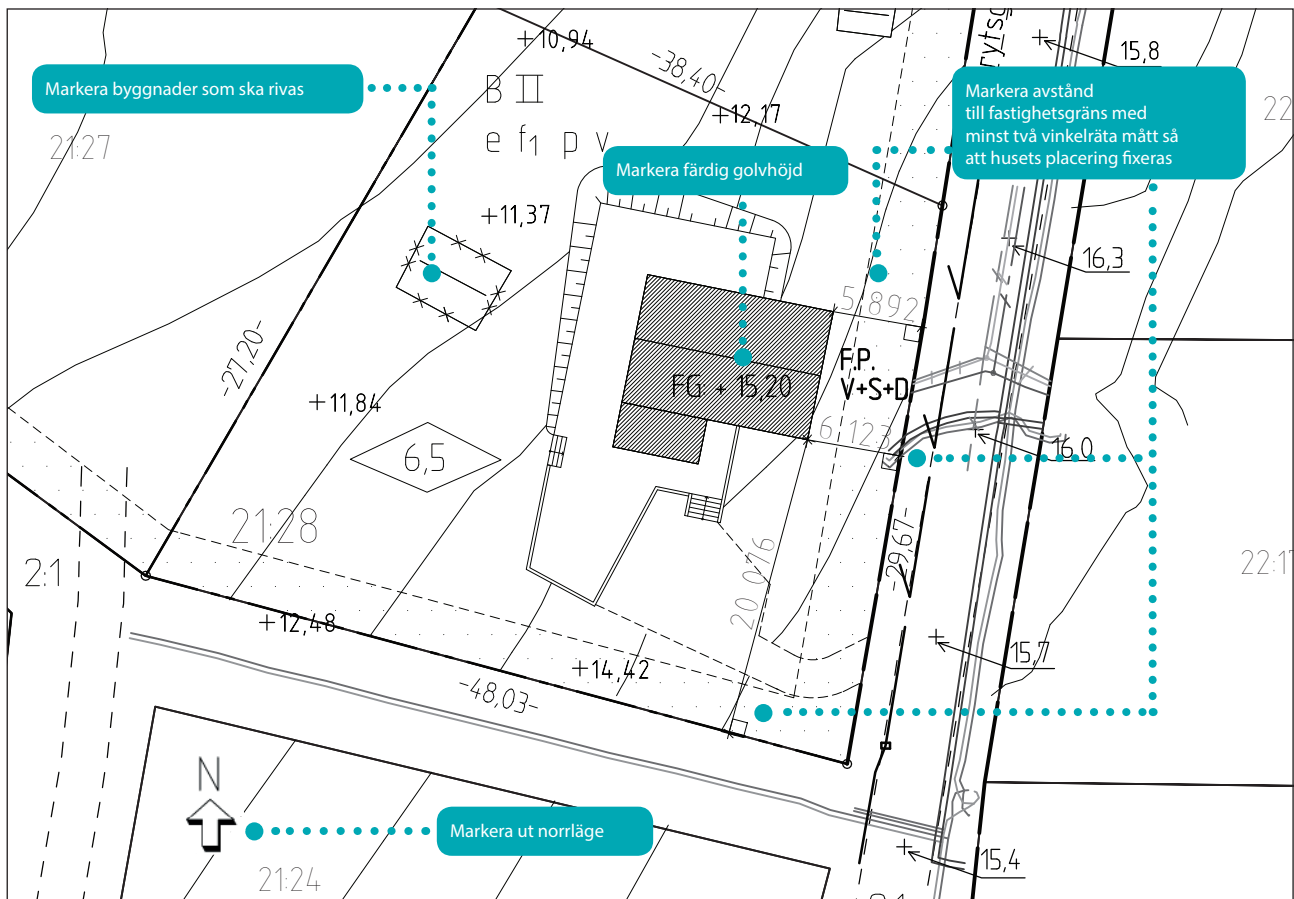 15,8
+10,94
-38,40-
Markera byggnader som ska rivas
B II
Markera avstånd
till fastighetsgräns med
minst två vinkelräta mått så
att husets placering fixeras
22
+12,17
21:27
e f1 p v
Markera färdig golvhöjd
+11,37
16,3
5 892
-27,20-
F.P.
V+S+D
FG + 15,20
+11,84
6 123
6,5
16,0
21:28
-29,67-
2:1
22:17
20 016
+12,48
15,7
+14,42
-48,03-
N
Markera ut norrläge
15,4
21:24